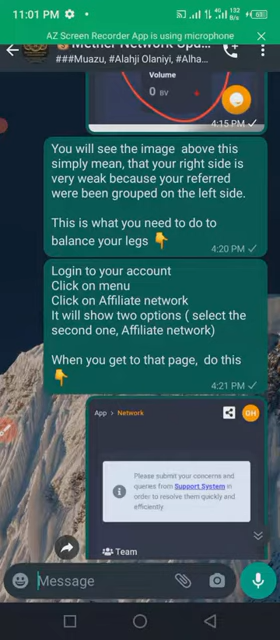 11:01 PM
4G
132
B/s
AZ Screen Recorder App is using microphone
Mether Network Upd...
###Muazu, Alahji Olaniyi, Alha...
Volume
0 BV
4:15 PM
You will see the image above this
simply mean, that your right side is
very weak because your referred
were been grouped on the left side.
This is what you need to do to
balance your legs 👇
4:20 PM
Login to your account
Click on menu
Click on Affiliate network
It will show two options ( select the
second one, Affiliate network)
When you get to that page, do this
👇
4:21 PM
App > Network
OH
Please submit your concerns and
queries from Support System in
order to resolve them quickly and
efficiently.
Team
Message